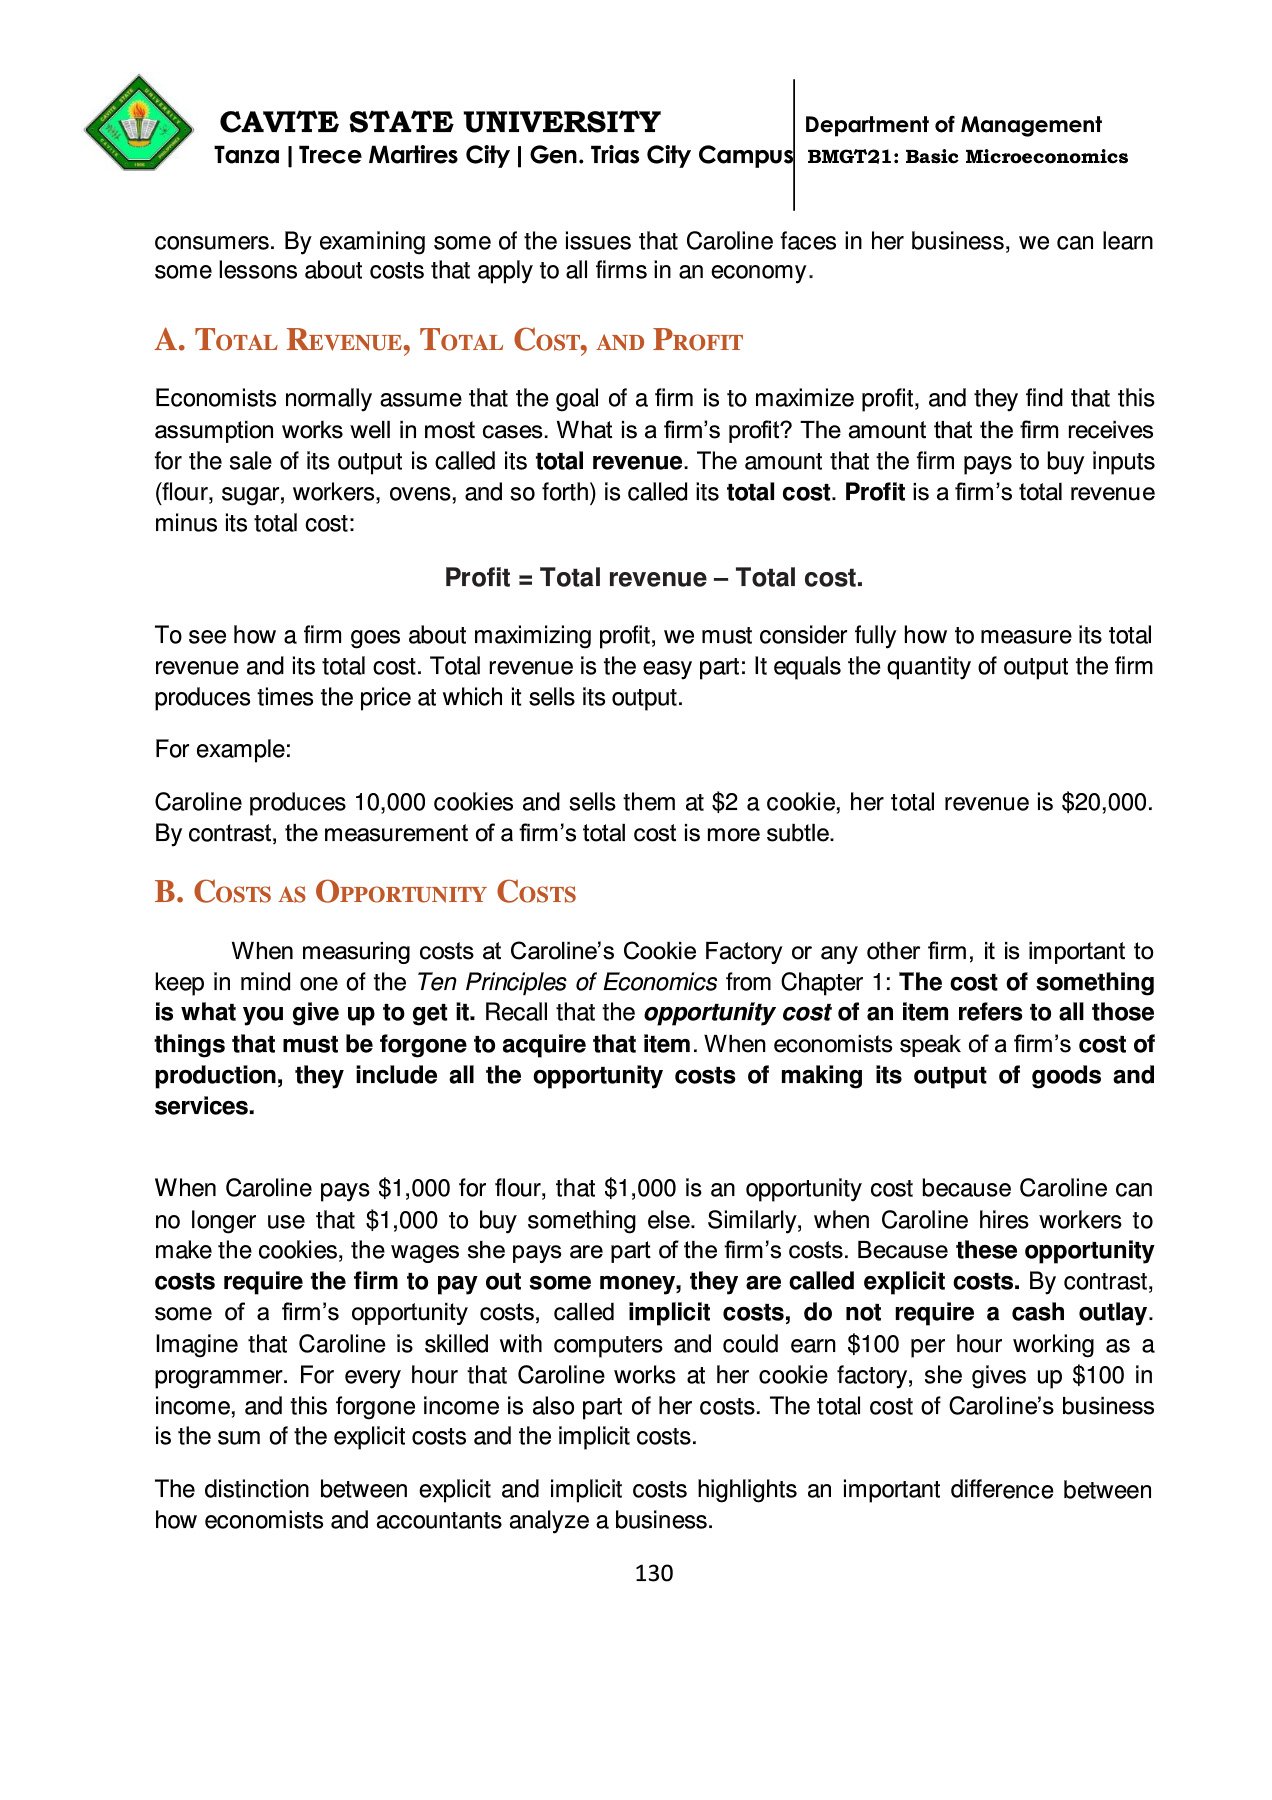 CAVITE STATE UNIVERSITY
Tanza | Trece Martires City | Gen. Trias City Campus
Department of Management
BMGT21: Basic Microeconomics
consumers. By examining some of the issues that Caroline faces in her business, we can learn
some lessons about costs that apply to all firms in an economy.
A. TOTAL REVENUE, TOTAL COST, AND PROFIT
Economists normally assume that the goal of a firm is to maximize profit, and they find that this
assumption works well in most cases. What is a firm’s profit? The amount that the firm receives
for the sale of its output is called its total revenue. The amount that the firm pays to buy inputs
(flour, sugar, workers, ovens, and so forth) is called its total cost. Profit is a firm’s total revenue
minus its total cost:
Profit = Total revenue – Total cost.
To see how a firm goes about maximizing profit, we must consider fully how to measure its total
revenue and its total cost. Total revenue is the easy part: It equals the quantity of output the firm
produces times the price at which it sells its output.
For example:
Caroline produces 10,000 cookies and sells them at $2 a cookie, her total revenue is $20,000.
By contrast, the measurement of a firm’s total cost is more subtle.
B. COSTS AS OPPORTUNITY COSTS
When measuring costs at Caroline’s Cookie Factory or any other firm, it is important to
keep in mind one of the Ten Principles of Economics from Chapter 1: The cost of something
is what you give up to get it. Recall that the opportunity cost of an item refers to all those
things that must be forgone to acquire that item. When economists speak of a firm’s cost of
production, they include all the opportunity costs of making its output of goods and
services.
When Caroline pays $1,000 for flour, that $1,000 is an opportunity cost because Caroline can
no longer use that $1,000 to buy something else. Similarly, when Caroline hires workers to
make the cookies, the wages she pays are part of the firm’s costs. Because these opportunity
costs require the firm to pay out some money, they are called explicit costs. By contrast,
some of a firm’s opportunity costs, called implicit costs, do not require a cash outlay.
Imagine that Caroline is skilled with computers and could earn $100 per hour working as a
programmer. For every hour that Caroline works at her cookie factory, she gives up $100 in
income, and this forgone income is also part of her costs. The total cost of Caroline’s business
is the sum of the explicit costs and the implicit costs.
The distinction between explicit and implicit costs highlights an important difference between
how economists and accountants analyze a business.
130